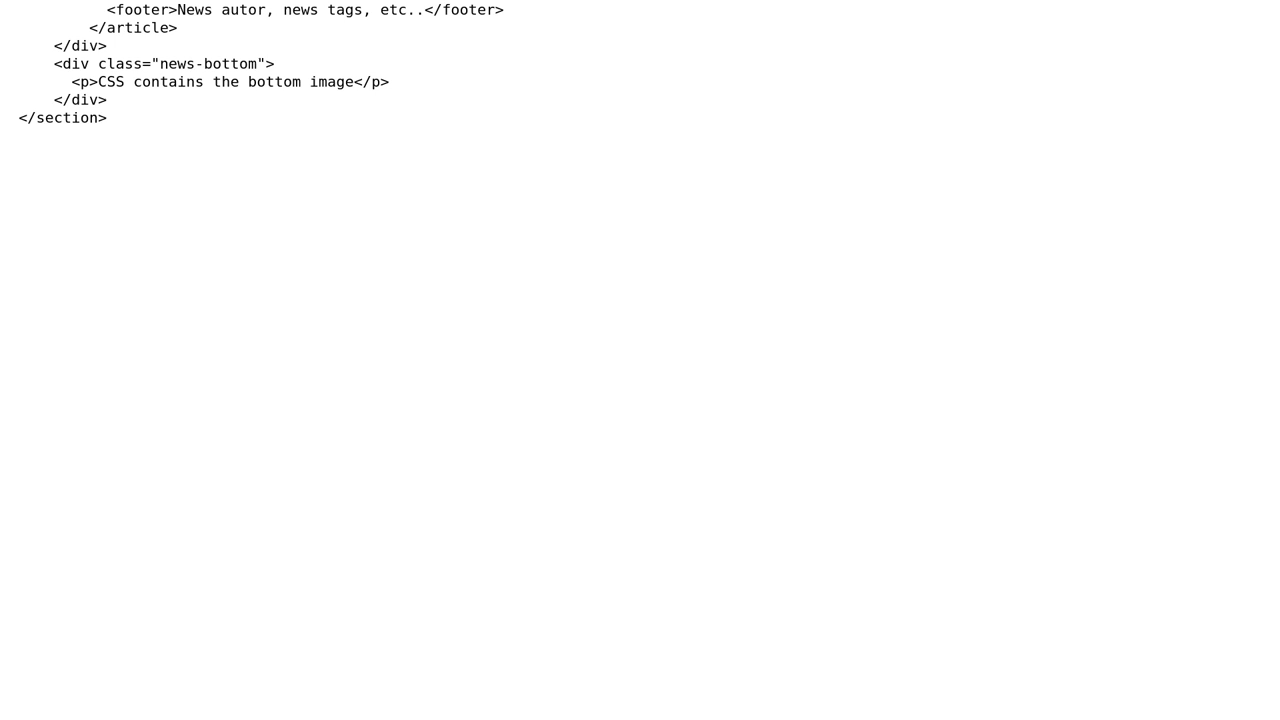 <footer>News autor, news tags, etc..</footer>
</article>
</div>
<div class="news-bottom">
<p>CSS contains the bottom image</p>
</div>
</section>